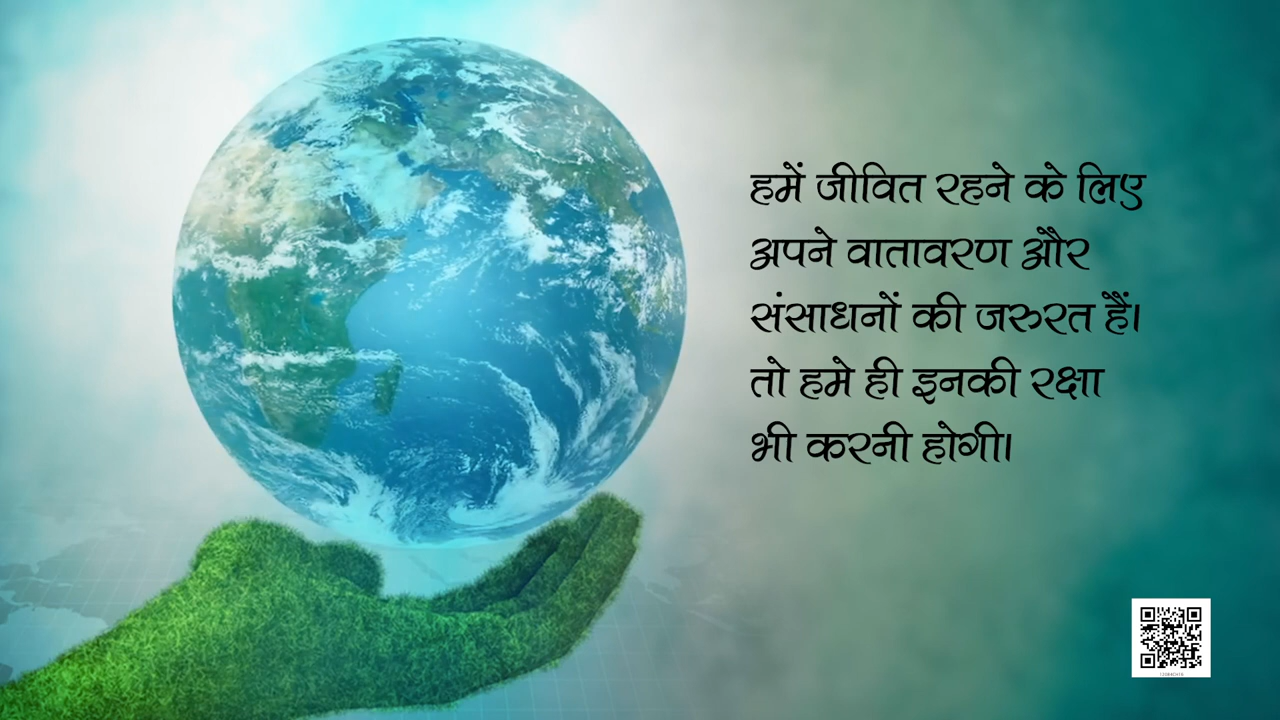 हमें जीवित रहने के लिए
अपने वातावरण और
संसाधनों की जरुरत हैं।
तो हमे ही इनकी रक्षा
भी करनी होगी।